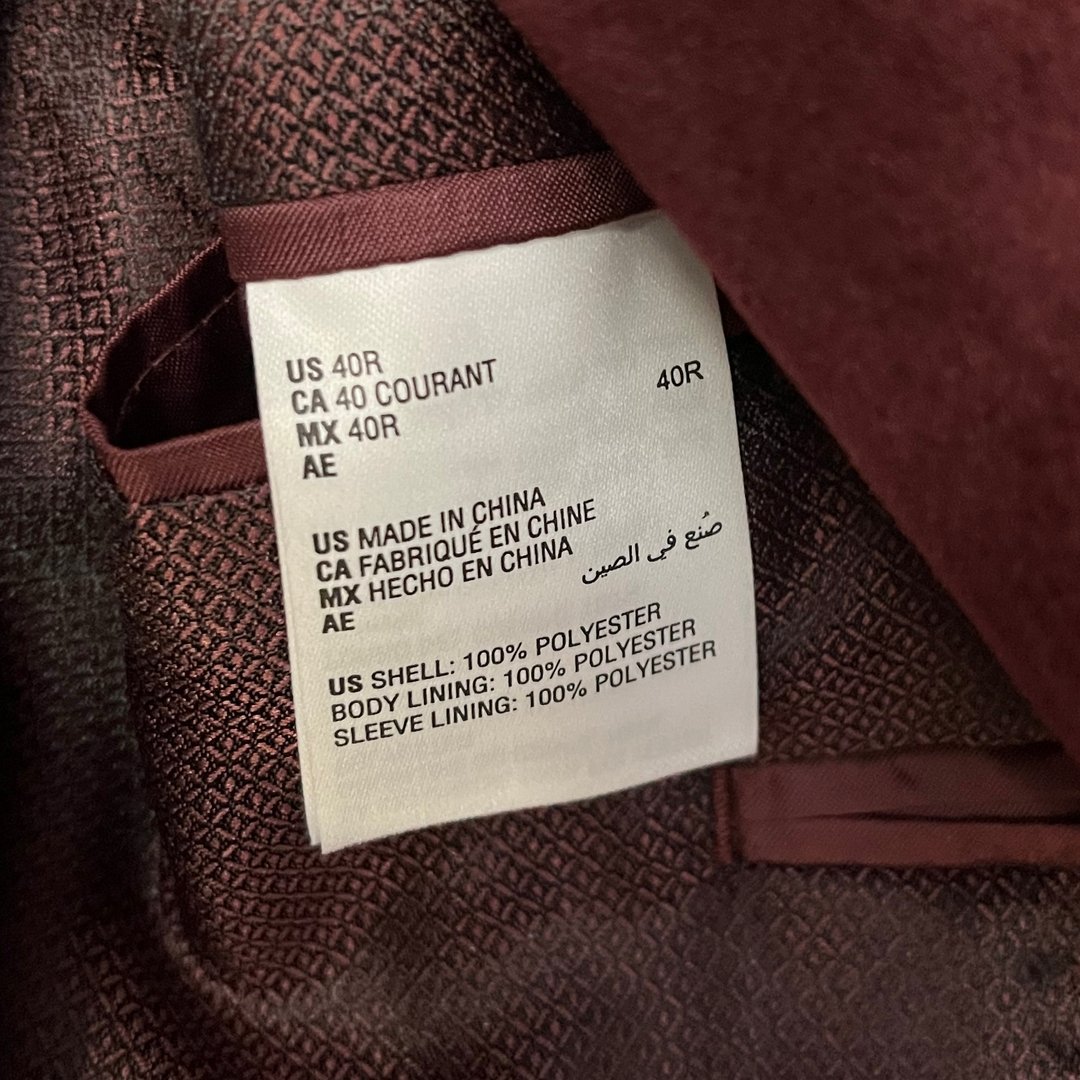 US 40R
CA 40 COURANT
MX 40R
AE 40R
US MADE IN CHINA
CA FABRIQUÉ EN CHINE
MX HECHO EN CHINA
AE صُنع في الصين
US SHELL: 100% POLYESTER
BODY LINING: 100% POLYESTER
SLEEVE LINING: 100% POLYESTER